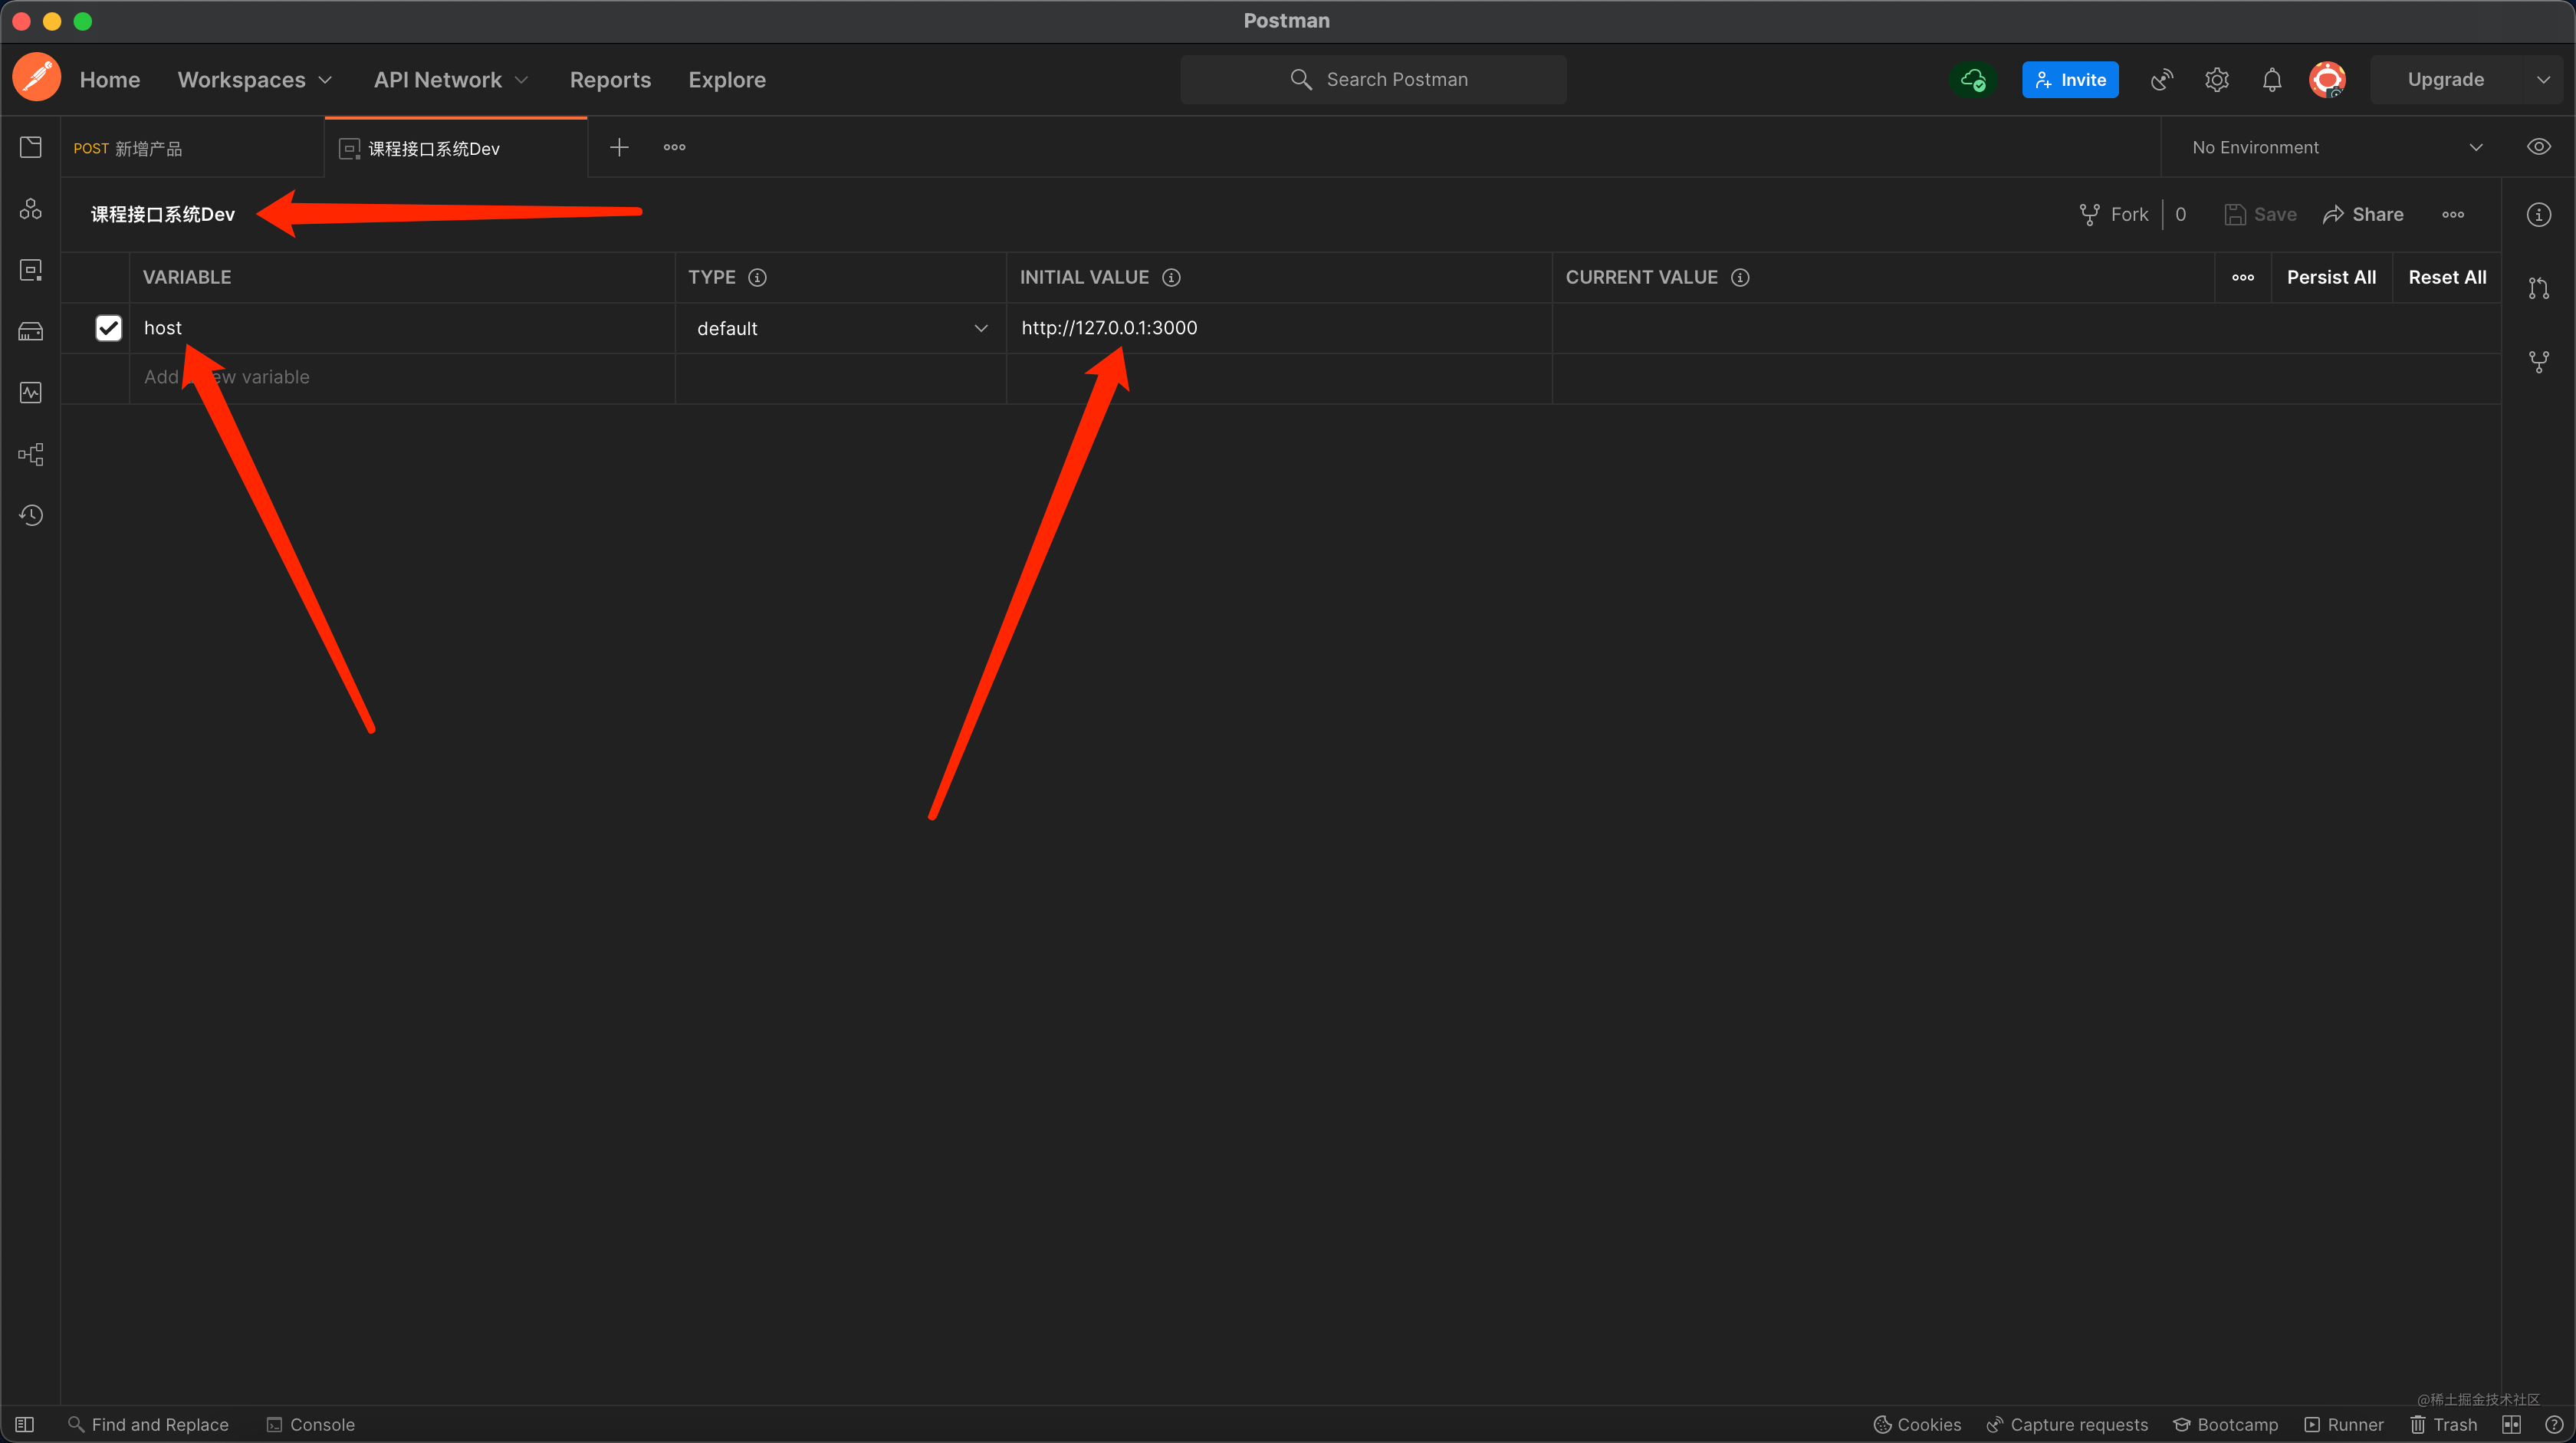 Postman
Home Workspaces API Network Reports Explore
Search Postman
Invite
Upgrade
POST 新增产品
课程接口系统Dev
No Environment
课程接口系统Dev
Fork 0 Save Share
VARIABLE TYPE INITIAL VALUE CURRENT VALUE Persist All Reset All
host default http://127.0.0.1:3000
Add ew variable
@稀土掘金技术社区
Find and Replace Console
Cookies Capture requests Bootcamp Runner Trash